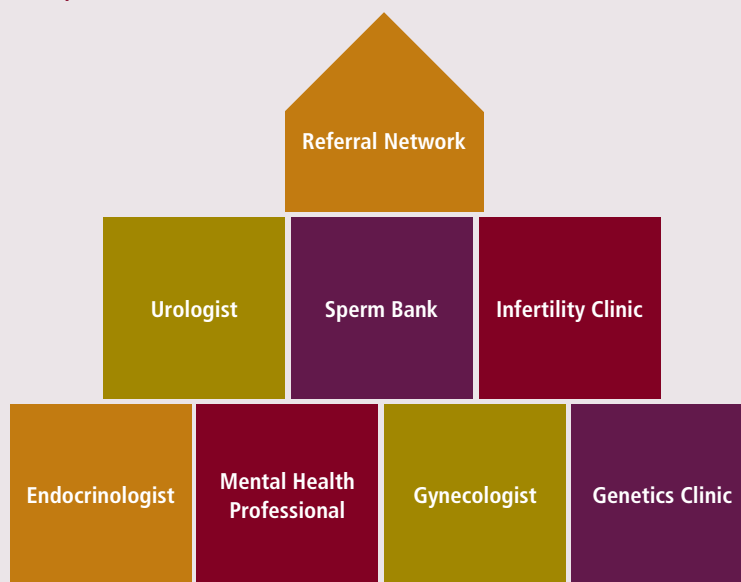 Referral Network
Urologist
Sperm Bank
Infertility Clinic
Endocrinologist
Mental Health
Professional
Gynecologist
Genetics Clinic